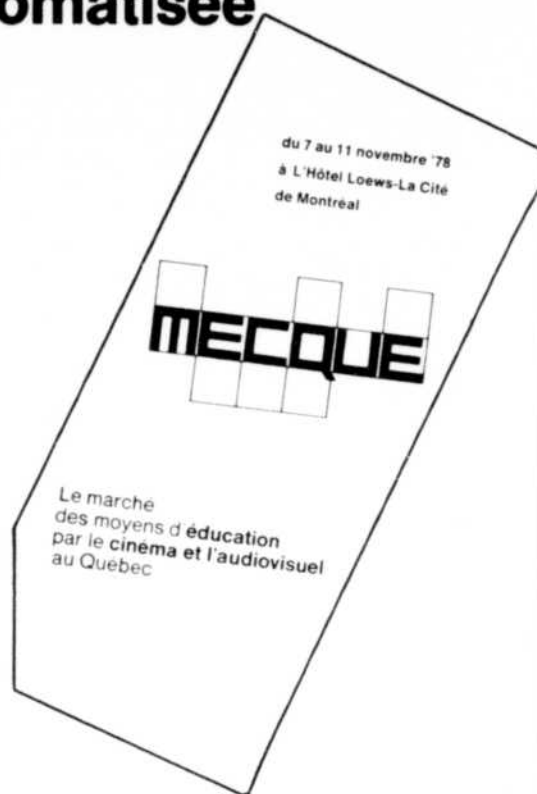 omatisée
du 7 au 11 novembre '78
à L'Hôtel Loews-La Cité
de Montréal
MECQUE
Le marché
des moyens d'éducation
par le cinéma et l'audiovisuel
au Québec